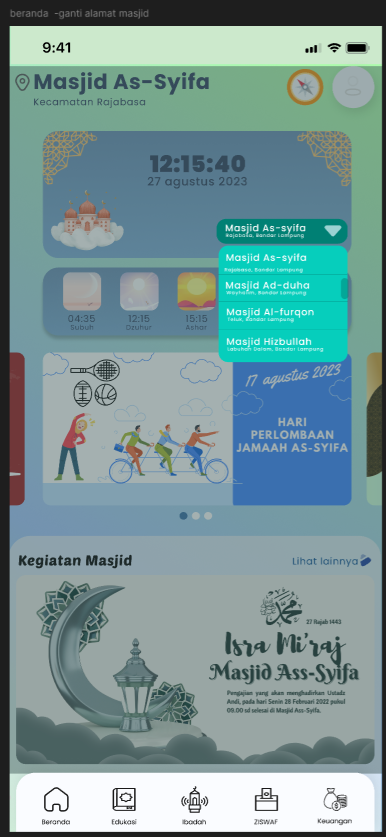 beranda -ganti alamat masjid
9:41
Masjid As-Syifa
Kecamatan Rajabasa
12:15:40
27 agustus 2023
Masjid As-syifa
Rajabasa, Bandar Lampung
Masjid As-syifa
Rajabasa, Bandar Lampung
Masjid Ad-duha
Wayhalim, Bandar Lampung
Masjid Al-furqon
Teluk, Bandar Lampung
Masjid Hizbullah
Labuhan Dalam, Bandar Lampung
04:35
Subuh
12:15
Dzuhur
15:15
Ashar
17 agustus 2023
HARI
PERLOMBAAN
JAMAAH AS-SYIFA
Kegiatan Masjid
Lihat lainnya
27 Rajab 1443
Isra Mi'raj
Masjid Ass-Syifa
Pengajian yang akan menghadirkan Ustadz
Andi, pada hari Senin 28 Februari 2022 pukul
09.00 sd selesai di Masjid Ass-Syifa.
Beranda
Edukasi
Ibadah
ZISWAF
Keuangan